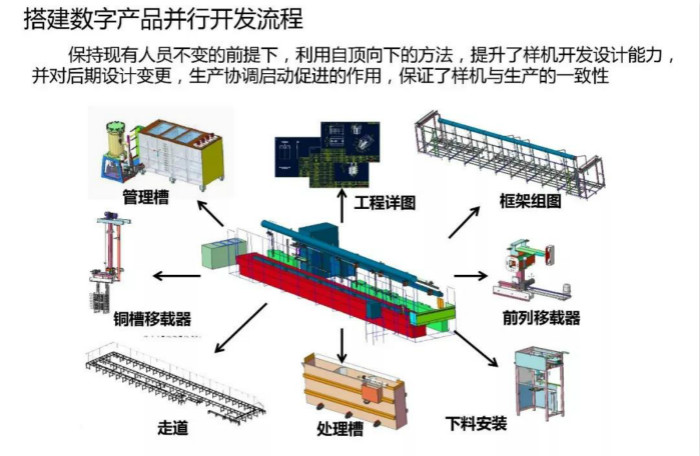 搭建数字产品并行开发流程
保持现有人员不变的前提下，利用自顶向下的方法，提升了样机开发设计能力，
并对后期设计变更，生产协调启动促进的作用，保证了样机与生产的一致性
管理槽
工程详图
框架组图
铜槽移载器
前列移载器
走道
处理槽
下料安装